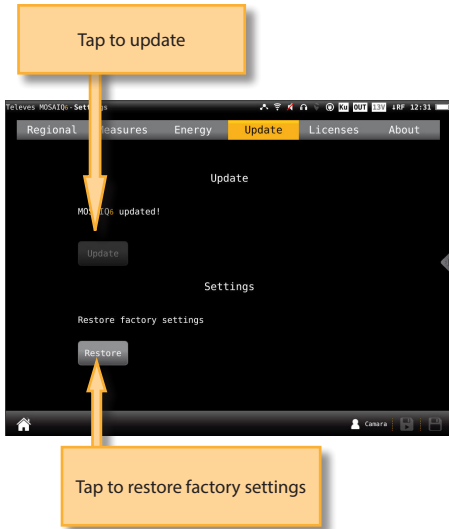 Tap to update
Televes MOSAIQ6-Settings Ku OUT 13V ↓RF 12:31
Regional Measures Energy Update Licenses About
Update
MOSAIQ6 updated!
Update
Settings
Restore factory settings
Restore
Camara
Tap to restore factory settings